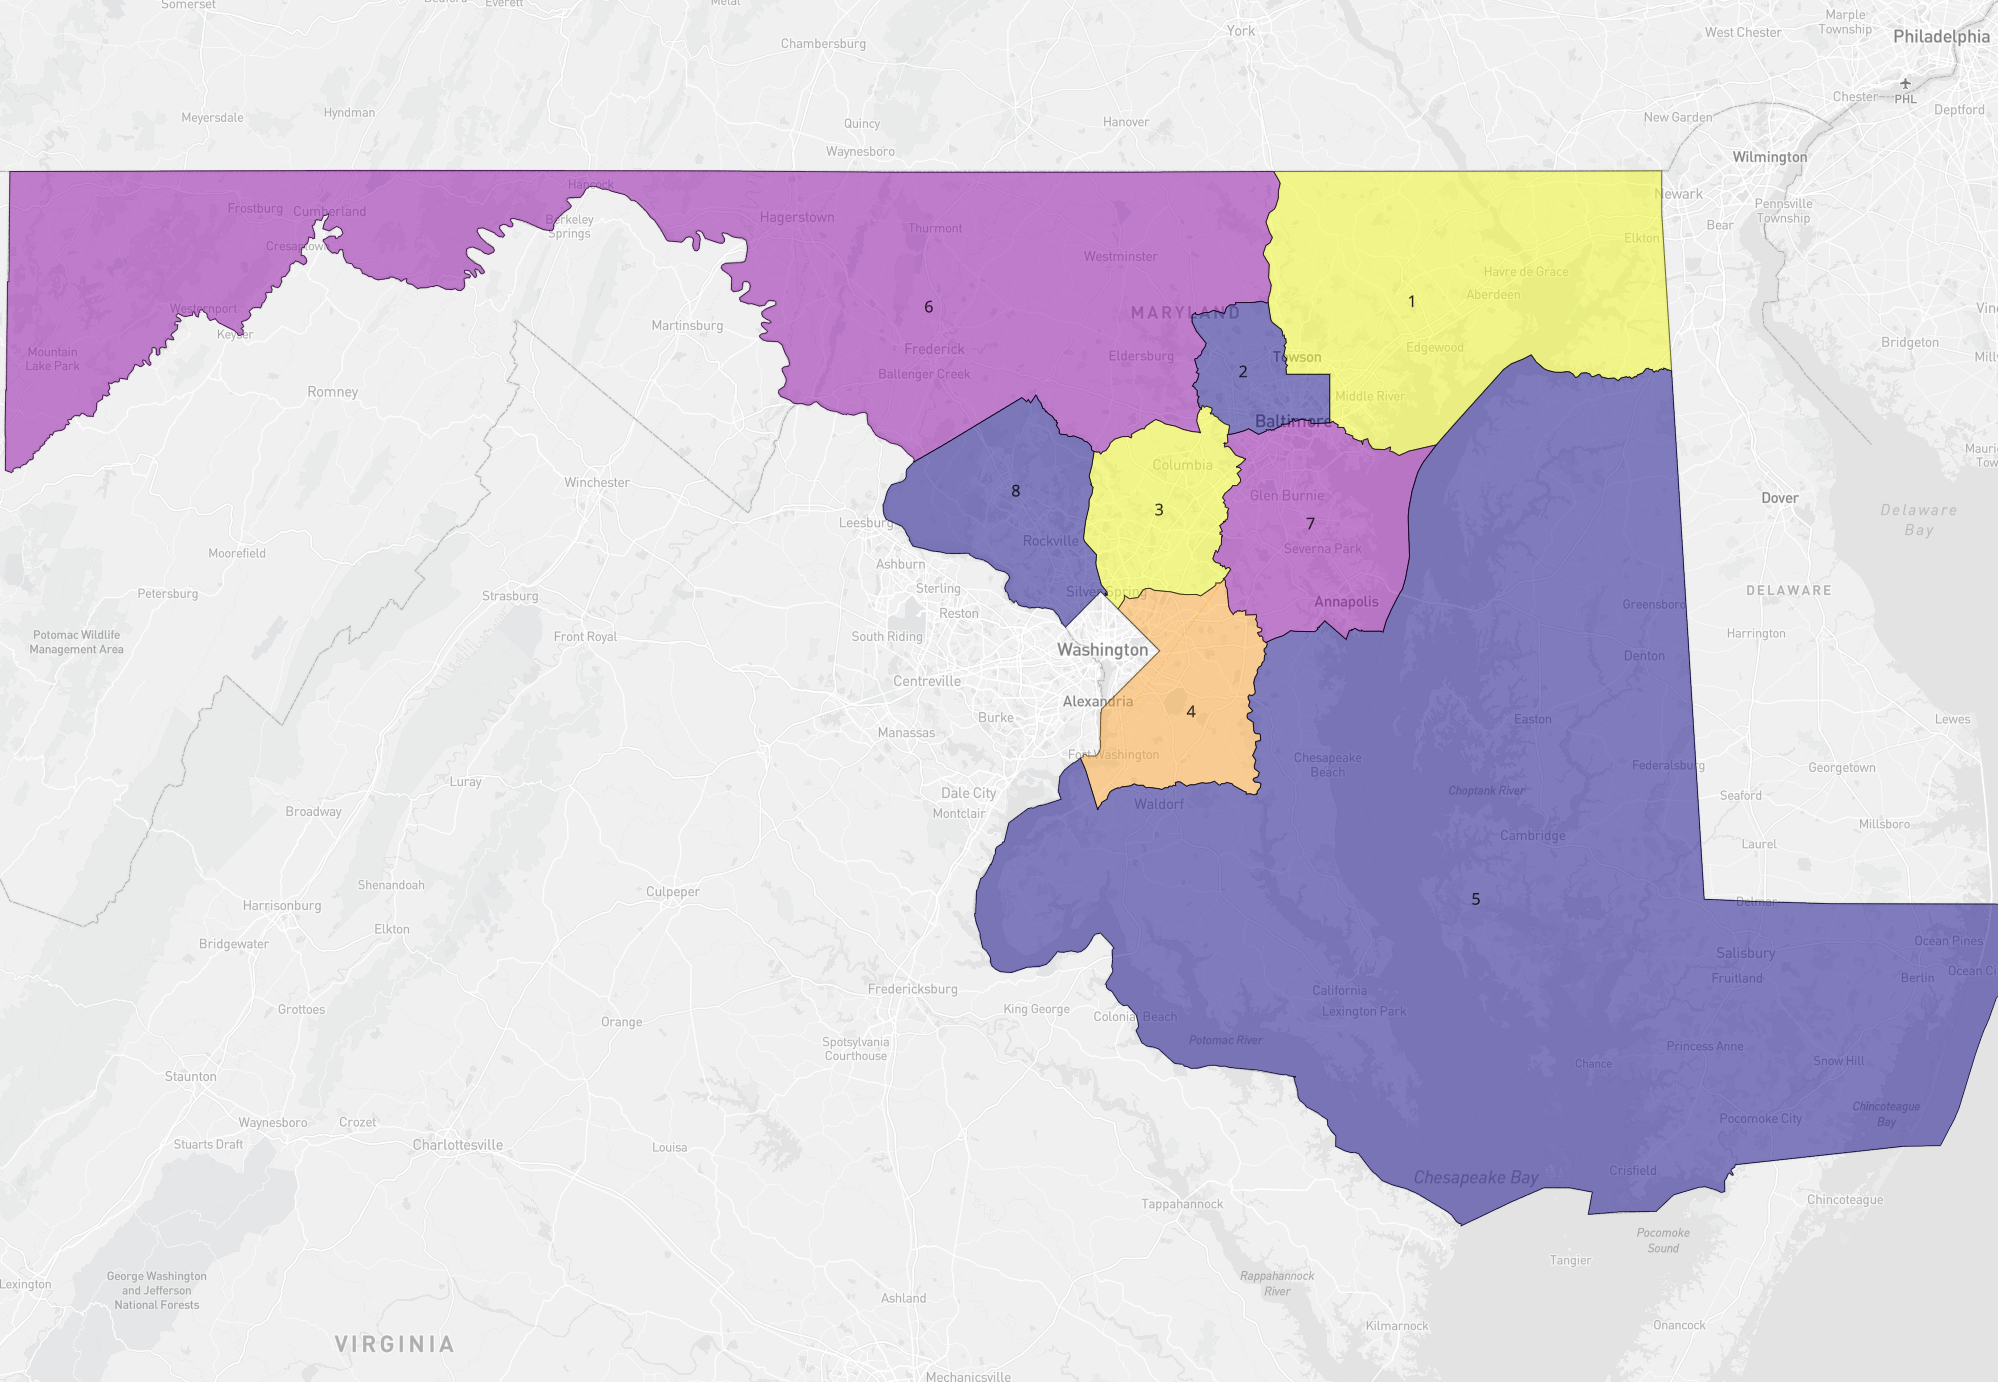 Somerset
Everett
York
Marple
Township
West Chester
Philadelphia
Chambersburg
PHL
Chester
Deptford
Meyersdale
Hyndman
Quincy
Hanover
New Garden
Waynesboro
Wilmington
Hancock
Frostburg
Cumberland
Berkeley
Springs
Hagerstown
Thurmont
Newark
Pennsville
Township
Bear
Cresaptown
Westminster
Elkton
Havre de Grace
Aberdeen
1
6
MARYLAND
Westernport
Keyser
Martinsburg
Mountain
Lake Park
Frederick
Ballenger Creek
Eldersburg
Towson
2
Edgewood
Bridgeton
Romney
Middle River
Baltimore
Columbia
Winchester
8
Glen Burnie
Dover
3
7
Delaware
Bay
Leesburg
Rockville
Severna Park
Moorefield
Ashburn
Petersburg
Strasburg
Sterling
Silver Spring
Reston
Annapolis
DELAWARE
Greensboro
Potomac Wildlife
Management Area
Front Royal
South Riding
Washington
Harrington
Denton
Centreville
Alexandria
4
Burke
Manassas
Easton
Lewes
Fort Washington
Chesapeake
Beach
Federalsburg
Georgetown
Luray
Dale City
Montclair
Waldorf
Choptank River
Seaford
Broadway
Millsboro
Cambridge
Laurel
Shenandoah
Culpeper
5
Delmar
Harrisonburg
Elkton
Bridgewater
Ocean Pines
Salisbury
Fruitland
Berlin
Fredericksburg
California
Grottoes
King George
Colonial Beach
Lexington Park
Orange
Spotsylvania
Courthouse
Potomac River
Princess Anne
Chance
Snow Hill
Staunton
Waynesboro
Crozet
Stuarts Draft
Charlottesville
Louisa
Pocomoke City
Chincoteague
Bay
Chesapeake Bay
Crisfield
Tappahannock
Chincoteague
Pocomoke
Sound
Tangier
Lexington
George Washington
and Jefferson
National Forests
Rappahannock
River
Ashland
VIRGINIA
Kilmarnock
Onancock
Mechanicsville